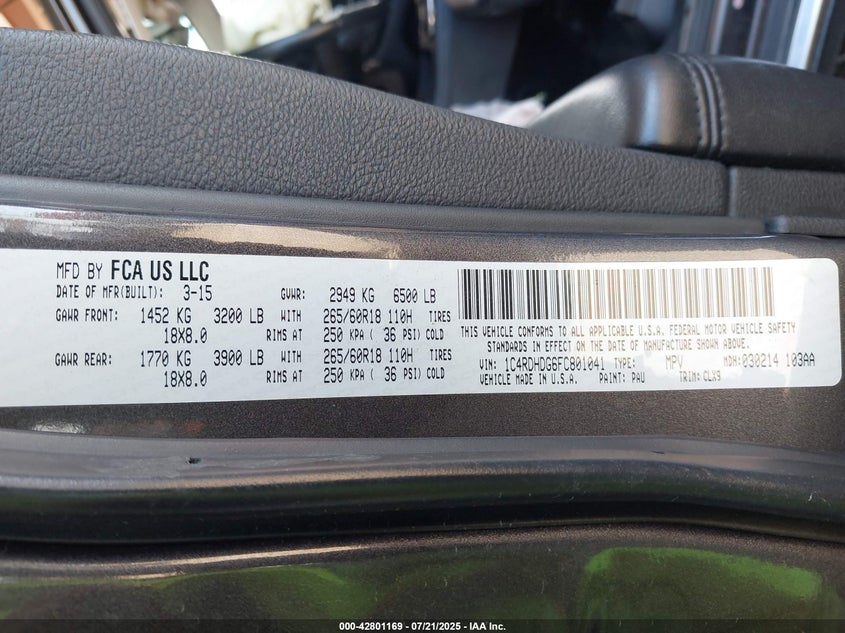 MFD BY FCA US LLC
DATE OF MFR(BUILT): 3-15 GVWR: 2949 KG 6500 LB
GAWR FRONT: 1452 KG 3200 LB WITH 265/60R18 110H TIRES
18X8.0 RIMS AT 250 KPA ( 36 PSI) COLD
GAWR REAR: 1770 KG 3900 LB WITH 265/60R18 110H TIRES
18X8.0 RIMS AT 250 KPA ( 36 PSI) COLD
THIS VEHICLE CONFORMS TO ALL APPLICABLE U.S.A. FEDERAL MOTOR VEHICLE SAFETY
STANDARDS IN EFFECT ON THE DATE OF MANUFACTURE SHOWN ABOVE.
VIN: 1C4RDHDG6FC801041 TYPE: MPV MDH: 030214 103AA
VEHICLE MADE IN U.S.A. PAINT: PAU TRIM: CLX9
000-42801169 - 07/21/2025 - IAA Inc.